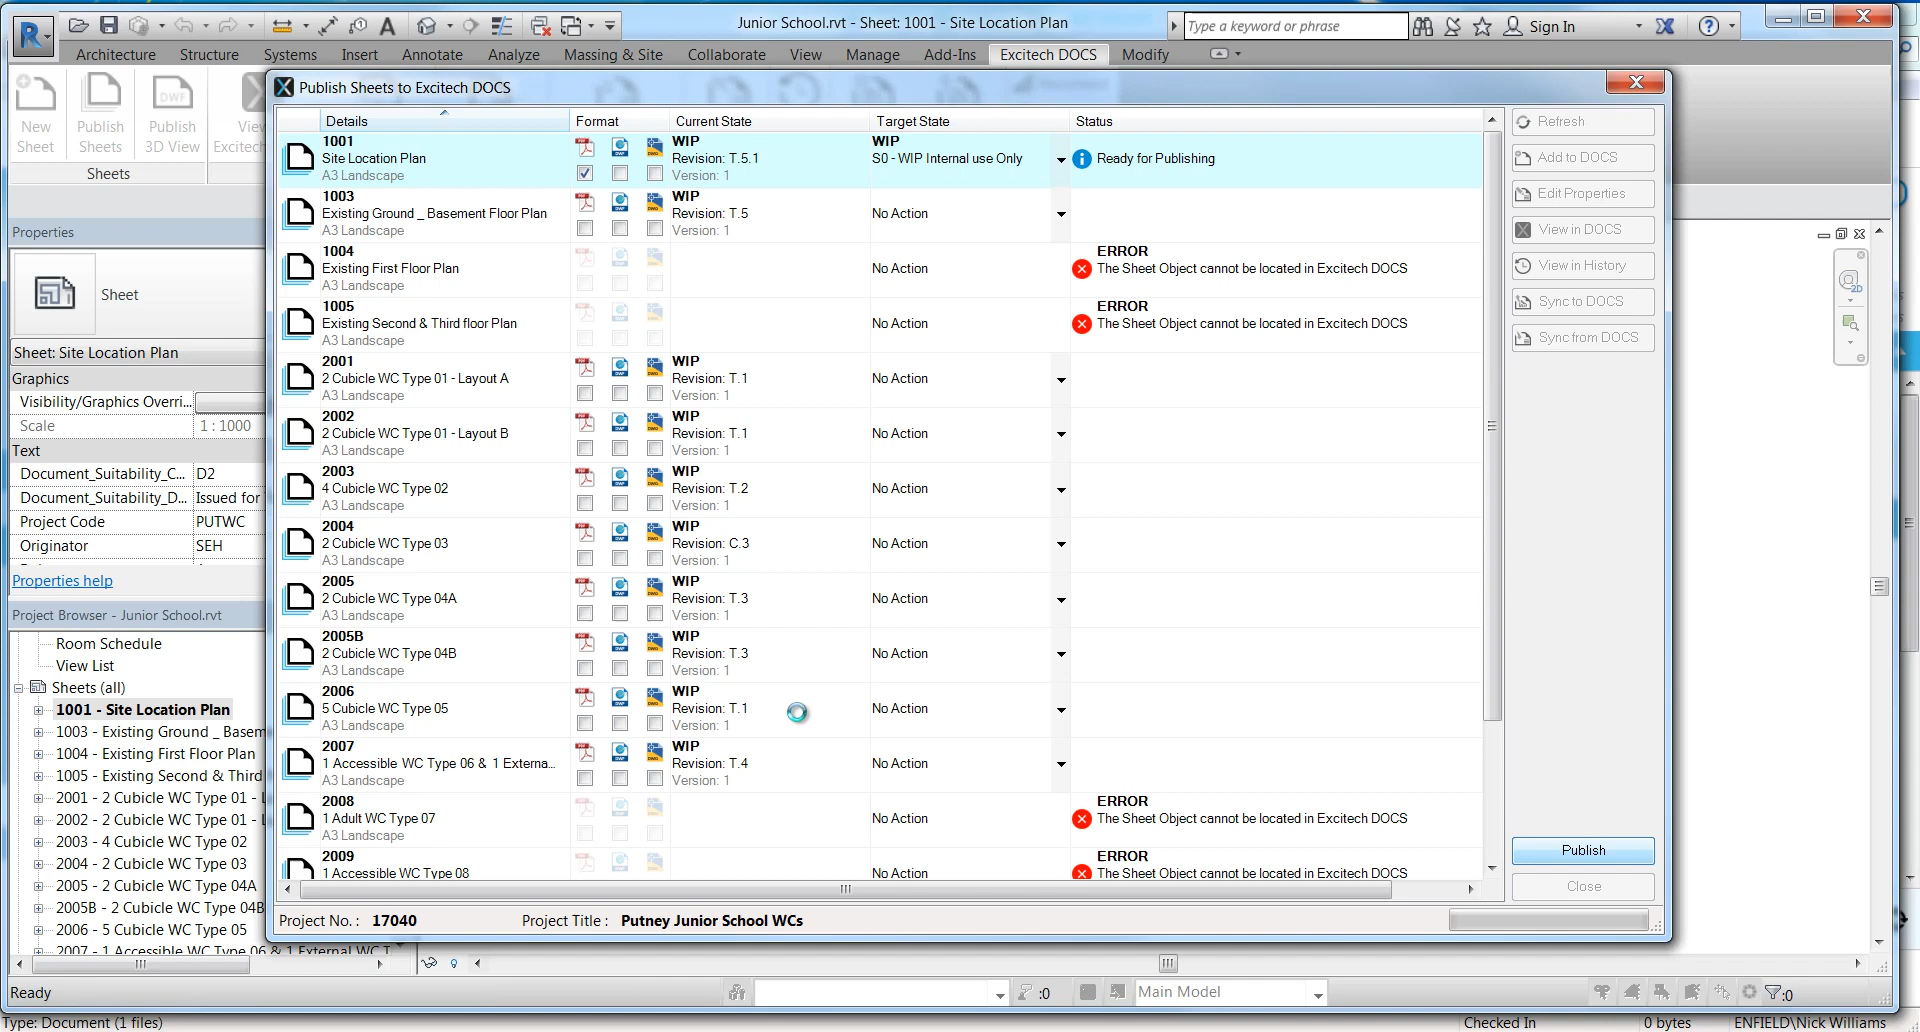 Junior School.rvt - Sheet: 1001 - Site Location Plan
Type a keyword or phrase
Sign In
Architecture Structure Systems Insert Annotate Analyze Massing & Site Collaborate View Manage Add-Ins Excitech DOCS Modify
New Sheet
Publish Sheets
Publish 3D View
View
Excitech
Sheets
Properties
Sheet
Sheet: Site Location Plan
Graphics
Visibility/Graphics Overri...
Scale 1 : 1000
Text
Document_Suitability_C... D2
Document_Suitability_D... Issued for
Project Code PUTWC
Originator SEH
Properties help
Project Browser - Junior School.rvt
Room Schedule
View List
Sheets (all)
1001 - Site Location Plan
1003 - Existing Ground _ Basem
1004 - Existing First Floor Plan
1005 - Existing Second & Third
2001 - 2 Cubicle WC Type 01 - L
2002 - 2 Cubicle WC Type 01 - L
2003 - 4 Cubicle WC Type 02
2004 - 2 Cubicle WC Type 03
2005 - 2 Cubicle WC Type 04A
2005B - 2 Cubicle WC Type 04B
2006 - 5 Cubicle WC Type 05
2007 - 1 Accessible WC Type 06 & 1 External WC T
Publish Sheets to Excitech DOCS
Details Format Current State Target State Status
1001 WIP WIP
Site Location Plan Revision: T.5.1 S0 - WIP Internal use Only Ready for Publishing
A3 Landscape Version: 1
1003 WIP
Existing Ground _ Basement Floor Plan Revision: T.5 No Action
A3 Landscape Version: 1
1004 ERROR
Existing First Floor Plan No Action The Sheet Object cannot be located in Excitech DOCS
A3 Landscape
1005 ERROR
Existing Second & Third floor Plan No Action The Sheet Object cannot be located in Excitech DOCS
A3 Landscape
2001 WIP
2 Cubicle WC Type 01 - Layout A Revision: T.1 No Action
A3 Landscape Version: 1
2002 WIP
2 Cubicle WC Type 01 - Layout B Revision: T.1 No Action
A3 Landscape Version: 1
2003 WIP
4 Cubicle WC Type 02 Revision: T.2 No Action
A3 Landscape Version: 1
2004 WIP
2 Cubicle WC Type 03 Revision: C.3 No Action
A3 Landscape Version: 1
2005 WIP
2 Cubicle WC Type 04A Revision: T.3 No Action
A3 Landscape Version: 1
2005B WIP
2 Cubicle WC Type 04B Revision: T.3 No Action
A3 Landscape Version: 1
2006 WIP
5 Cubicle WC Type 05 Revision: T.1 No Action
A3 Landscape Version: 1
2007 WIP
1 Accessible WC Type 06 & 1 Externa... Revision: T.4 No Action
A3 Landscape Version: 1
2008 ERROR
1 Adult WC Type 07 No Action The Sheet Object cannot be located in Excitech DOCS
A3 Landscape
2009 ERROR
1 Accessible WC Type 08 No Action The Sheet Object cannot be located in Excitech DOCS
Refresh
Add to DOCS
Edit Properties
View in DOCS
View in History
Sync to DOCS
Sync from DOCS
Publish
Close
Project No. : 17040 Project Title : Putney Junior School WCs
Ready :0 Main Model :0
Type: Document (1 files) Checked In 0 bytes ENFIELD\Nick Williams